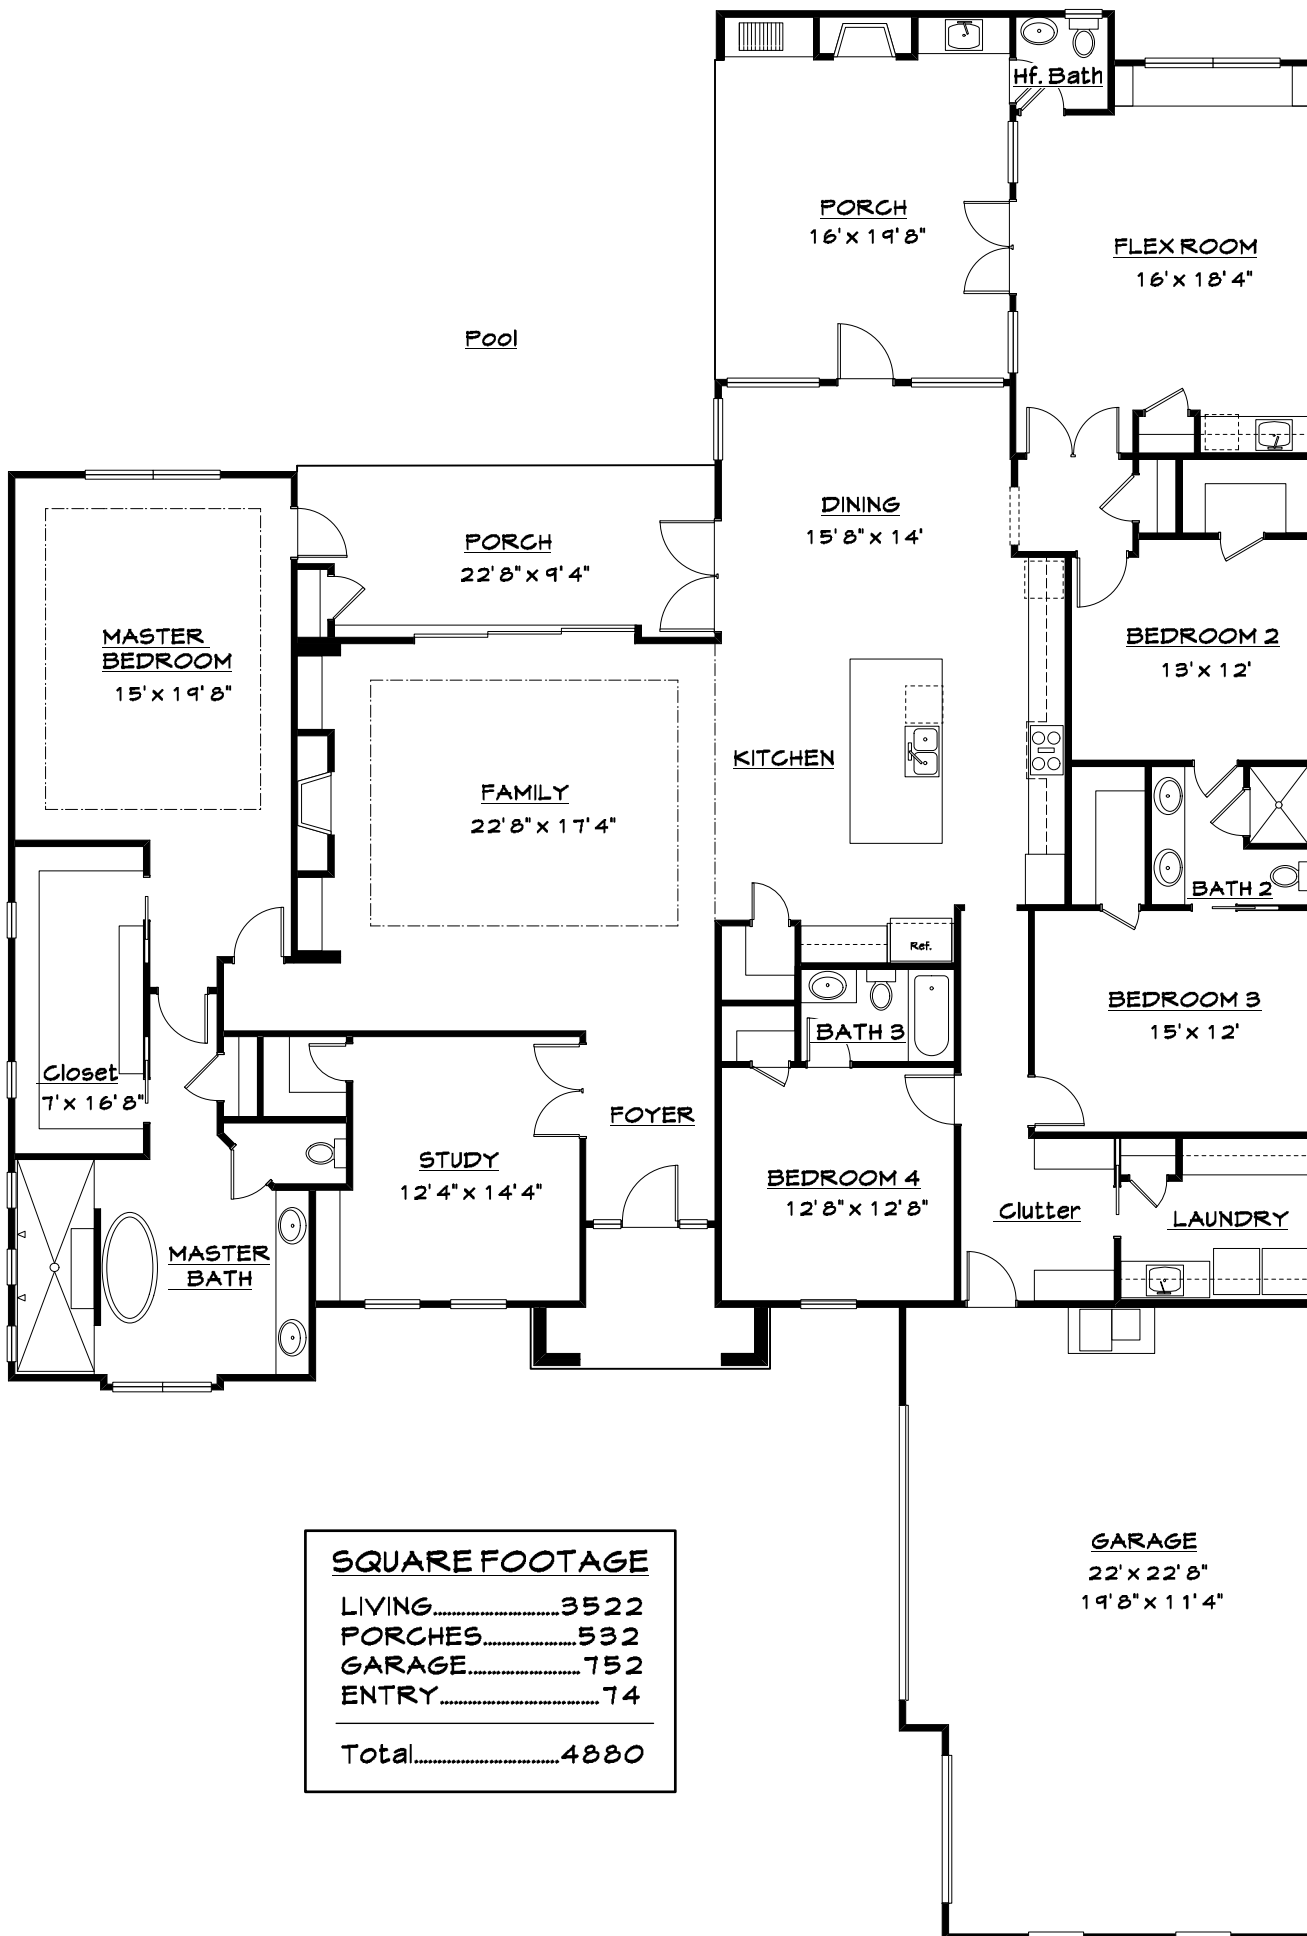 Hf. Bath
PORCH
16' x 19'8"
FLEX ROOM
16' x 18'4"
Pool
DINING
15'8" x 14'
PORCH
22'8" x 9'4"
MASTER
BEDROOM
15' x 19'8"
BEDROOM 2
13' x 12'
KITCHEN
FAMILY
22'8" x 17'4"
BATH 2
Ref.
BEDROOM 3
15' x 12'
BATH 3
Closet
7' x 16'8"
FOYER
STUDY
12'4" x 14'4"
BEDROOM 4
12'8" x 12'8"
Clutter
LAUNDRY
MASTER
BATH
GARAGE
22' x 22'8"
19'8" x 11'4"
SQUARE FOOTAGE
LIVING..........................3522
PORCHES...................532
GARAGE.......................752
ENTRY.................................74
Total..............................4880